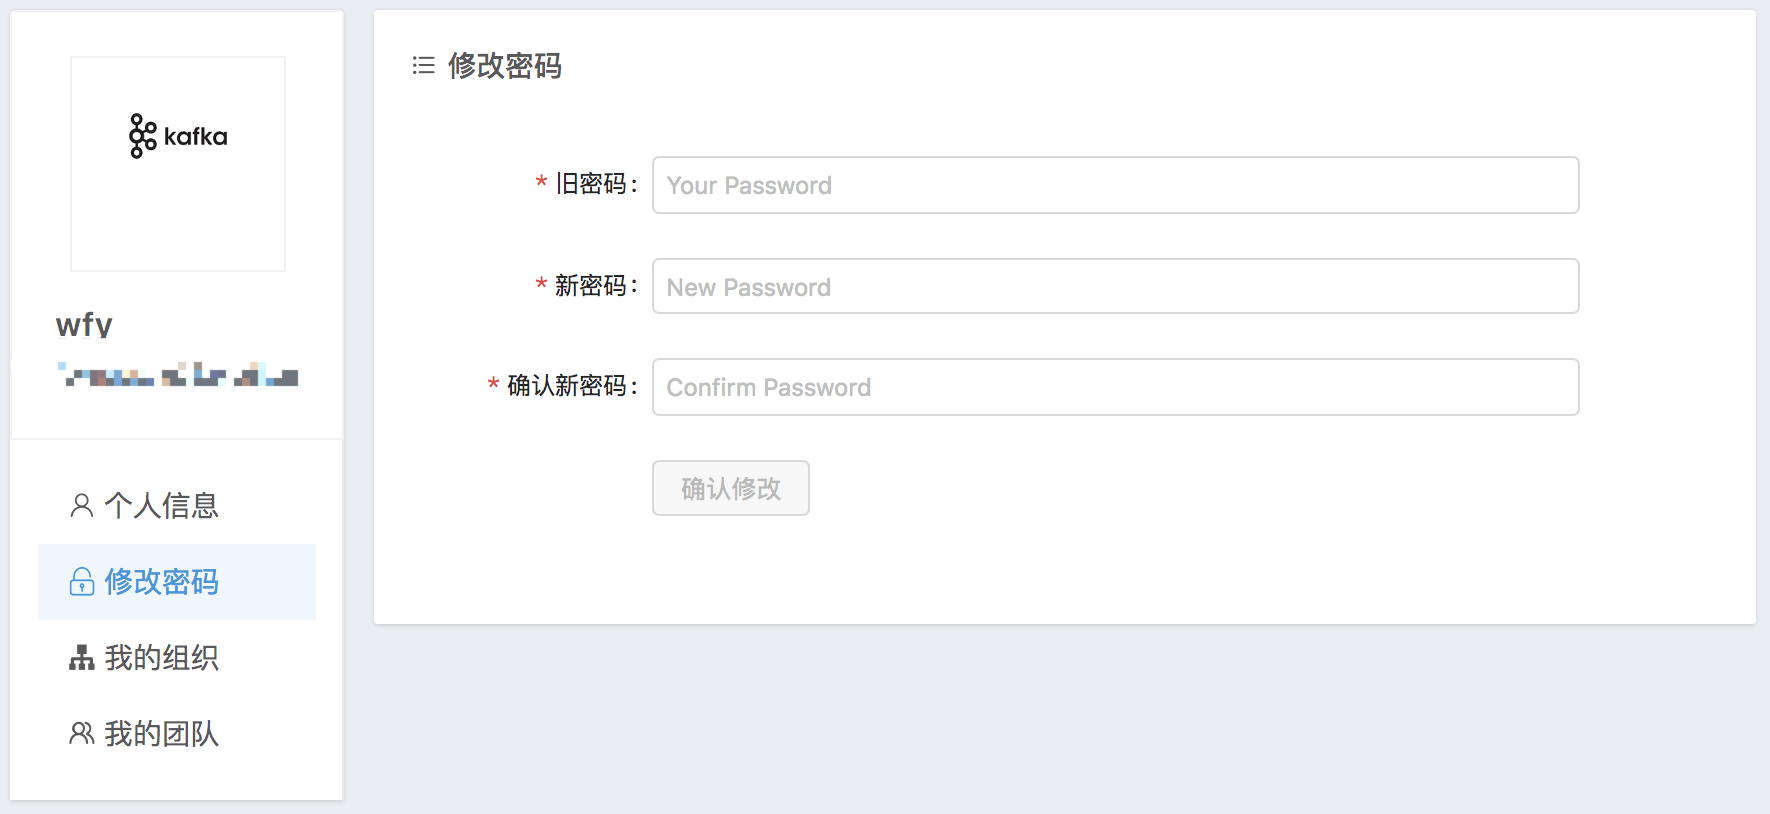 kafka
wfy
个人信息
修改密码
我的组织
我的团队
修改密码
* 旧密码: Your Password
* 新密码: New Password
* 确认新密码: Confirm Password
确认修改